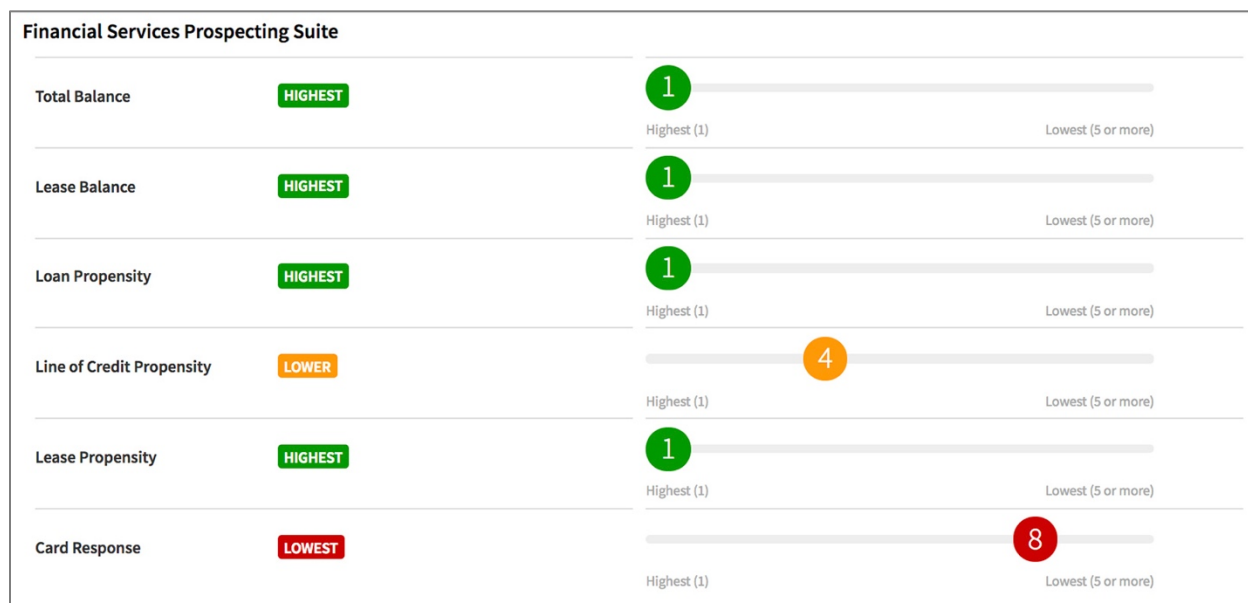 Financial Services Prospecting Suite
Total Balance HIGHEST 1
Highest (1) Lowest (5 or more)
Lease Balance HIGHEST 1
Highest (1) Lowest (5 or more)
Loan Propensity HIGHEST 1
Highest (1) Lowest (5 or more)
Line of Credit Propensity LOWER 4
Highest (1) Lowest (5 or more)
Lease Propensity HIGHEST 1
Highest (1) Lowest (5 or more)
Card Response LOWEST 8
Highest (1) Lowest (5 or more)